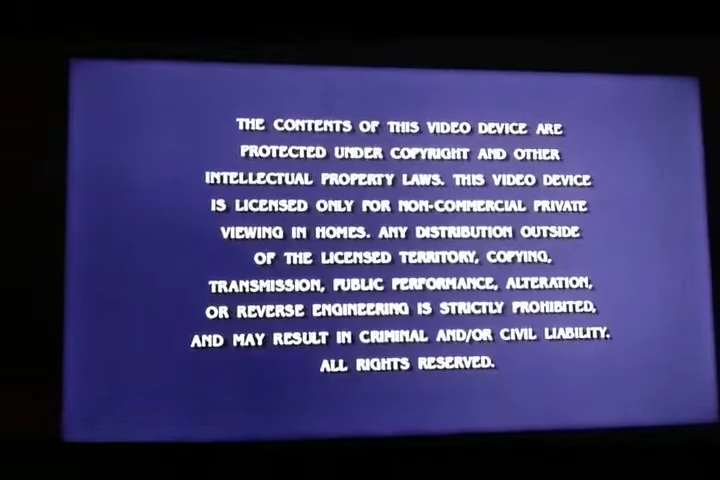 THE CONTENTS OF THIS VIDEO DEVICE ARE
PROTECTED UNDER COPYRIGHT AND OTHER
INTELLECTUAL PROPERTY LAWS. THIS VIDEO DEVICE
IS LICENSED ONLY FOR NON-COMMERCIAL PRIVATE
VIEWING IN HOMES. ANY DISTRIBUTION OUTSIDE
OF THE LICENSED TERRITORY, COPYING,
TRANSMISSION, PUBLIC PERFORMANCE, ALTERATION,
OR REVERSE ENGINEERING IS STRICTLY PROHIBITED,
AND MAY RESULT IN CRIMINAL AND/OR CIVIL LIABILITY.
ALL RIGHTS RESERVED.